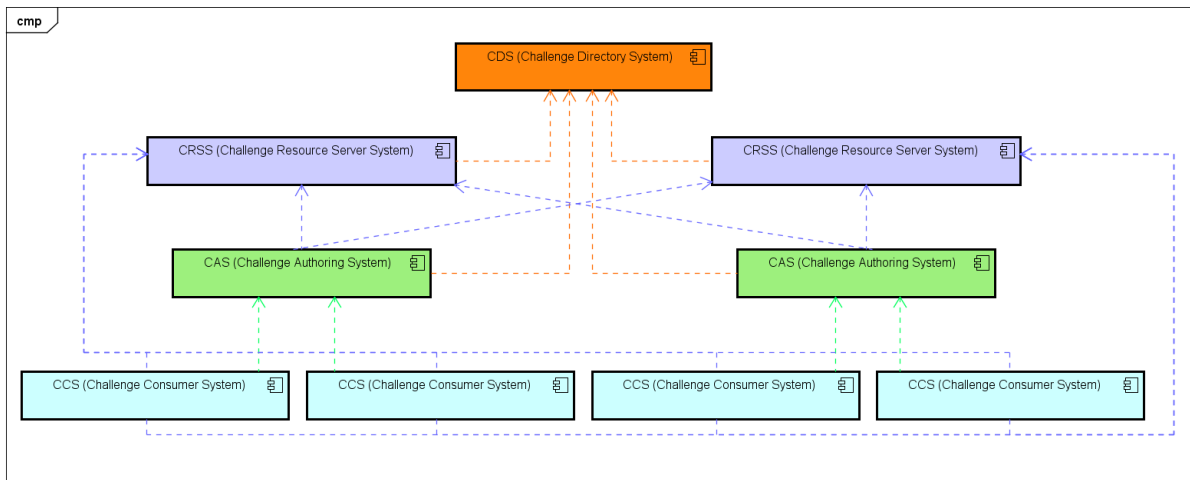 cmp
CDS (Challenge Directory System)
CRSS (Challenge Resource Server System)
CRSS (Challenge Resource Server System)
CAS (Challenge Authoring System)
CAS (Challenge Authoring System)
CCS (Challenge Consumer System)
CCS (Challenge Consumer System)
CCS (Challenge Consumer System)
CCS (Challenge Consumer System)